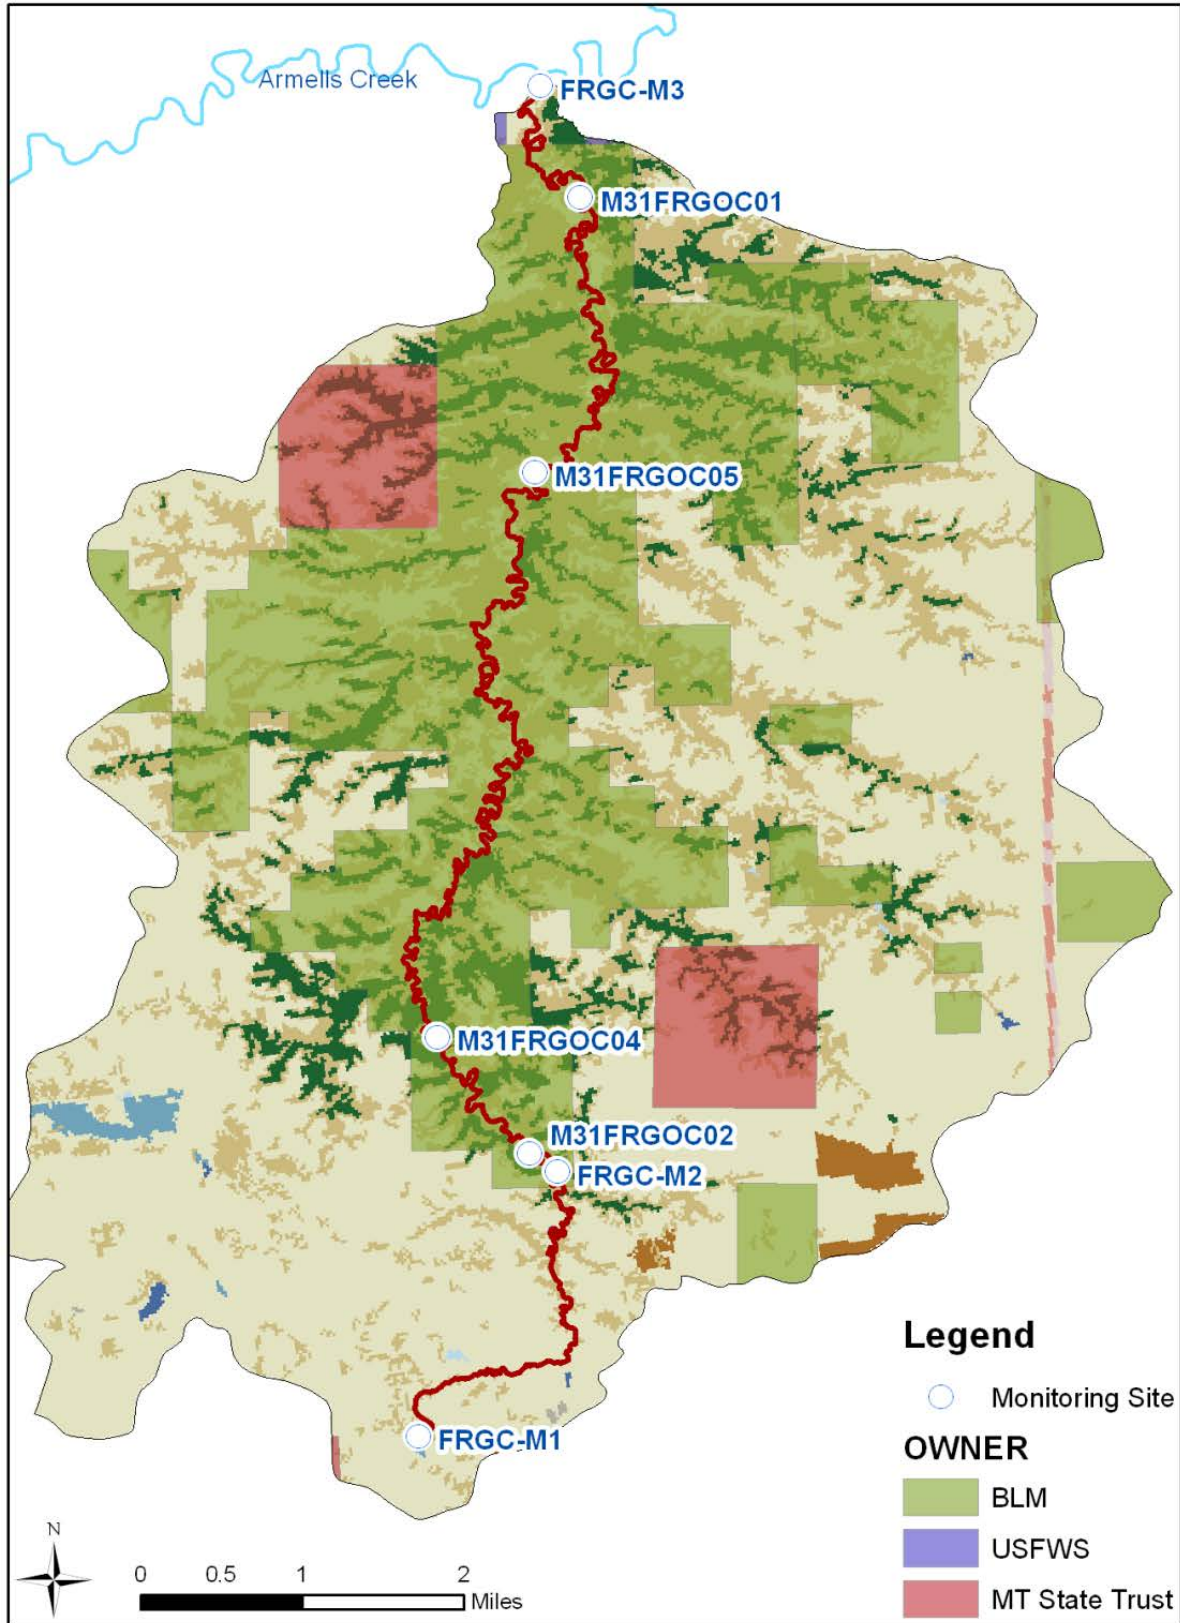 Armells Creek
FRGC-M3
M31FRGOC01
M31FRGOC05
M31FRGOC04
M31FRGOC02
FRGC-M2
FRGC-M1
Legend
Monitoring Site
OWNER
BLM
USFWS
MT State Trust
N
0 0.5 1 2
Miles